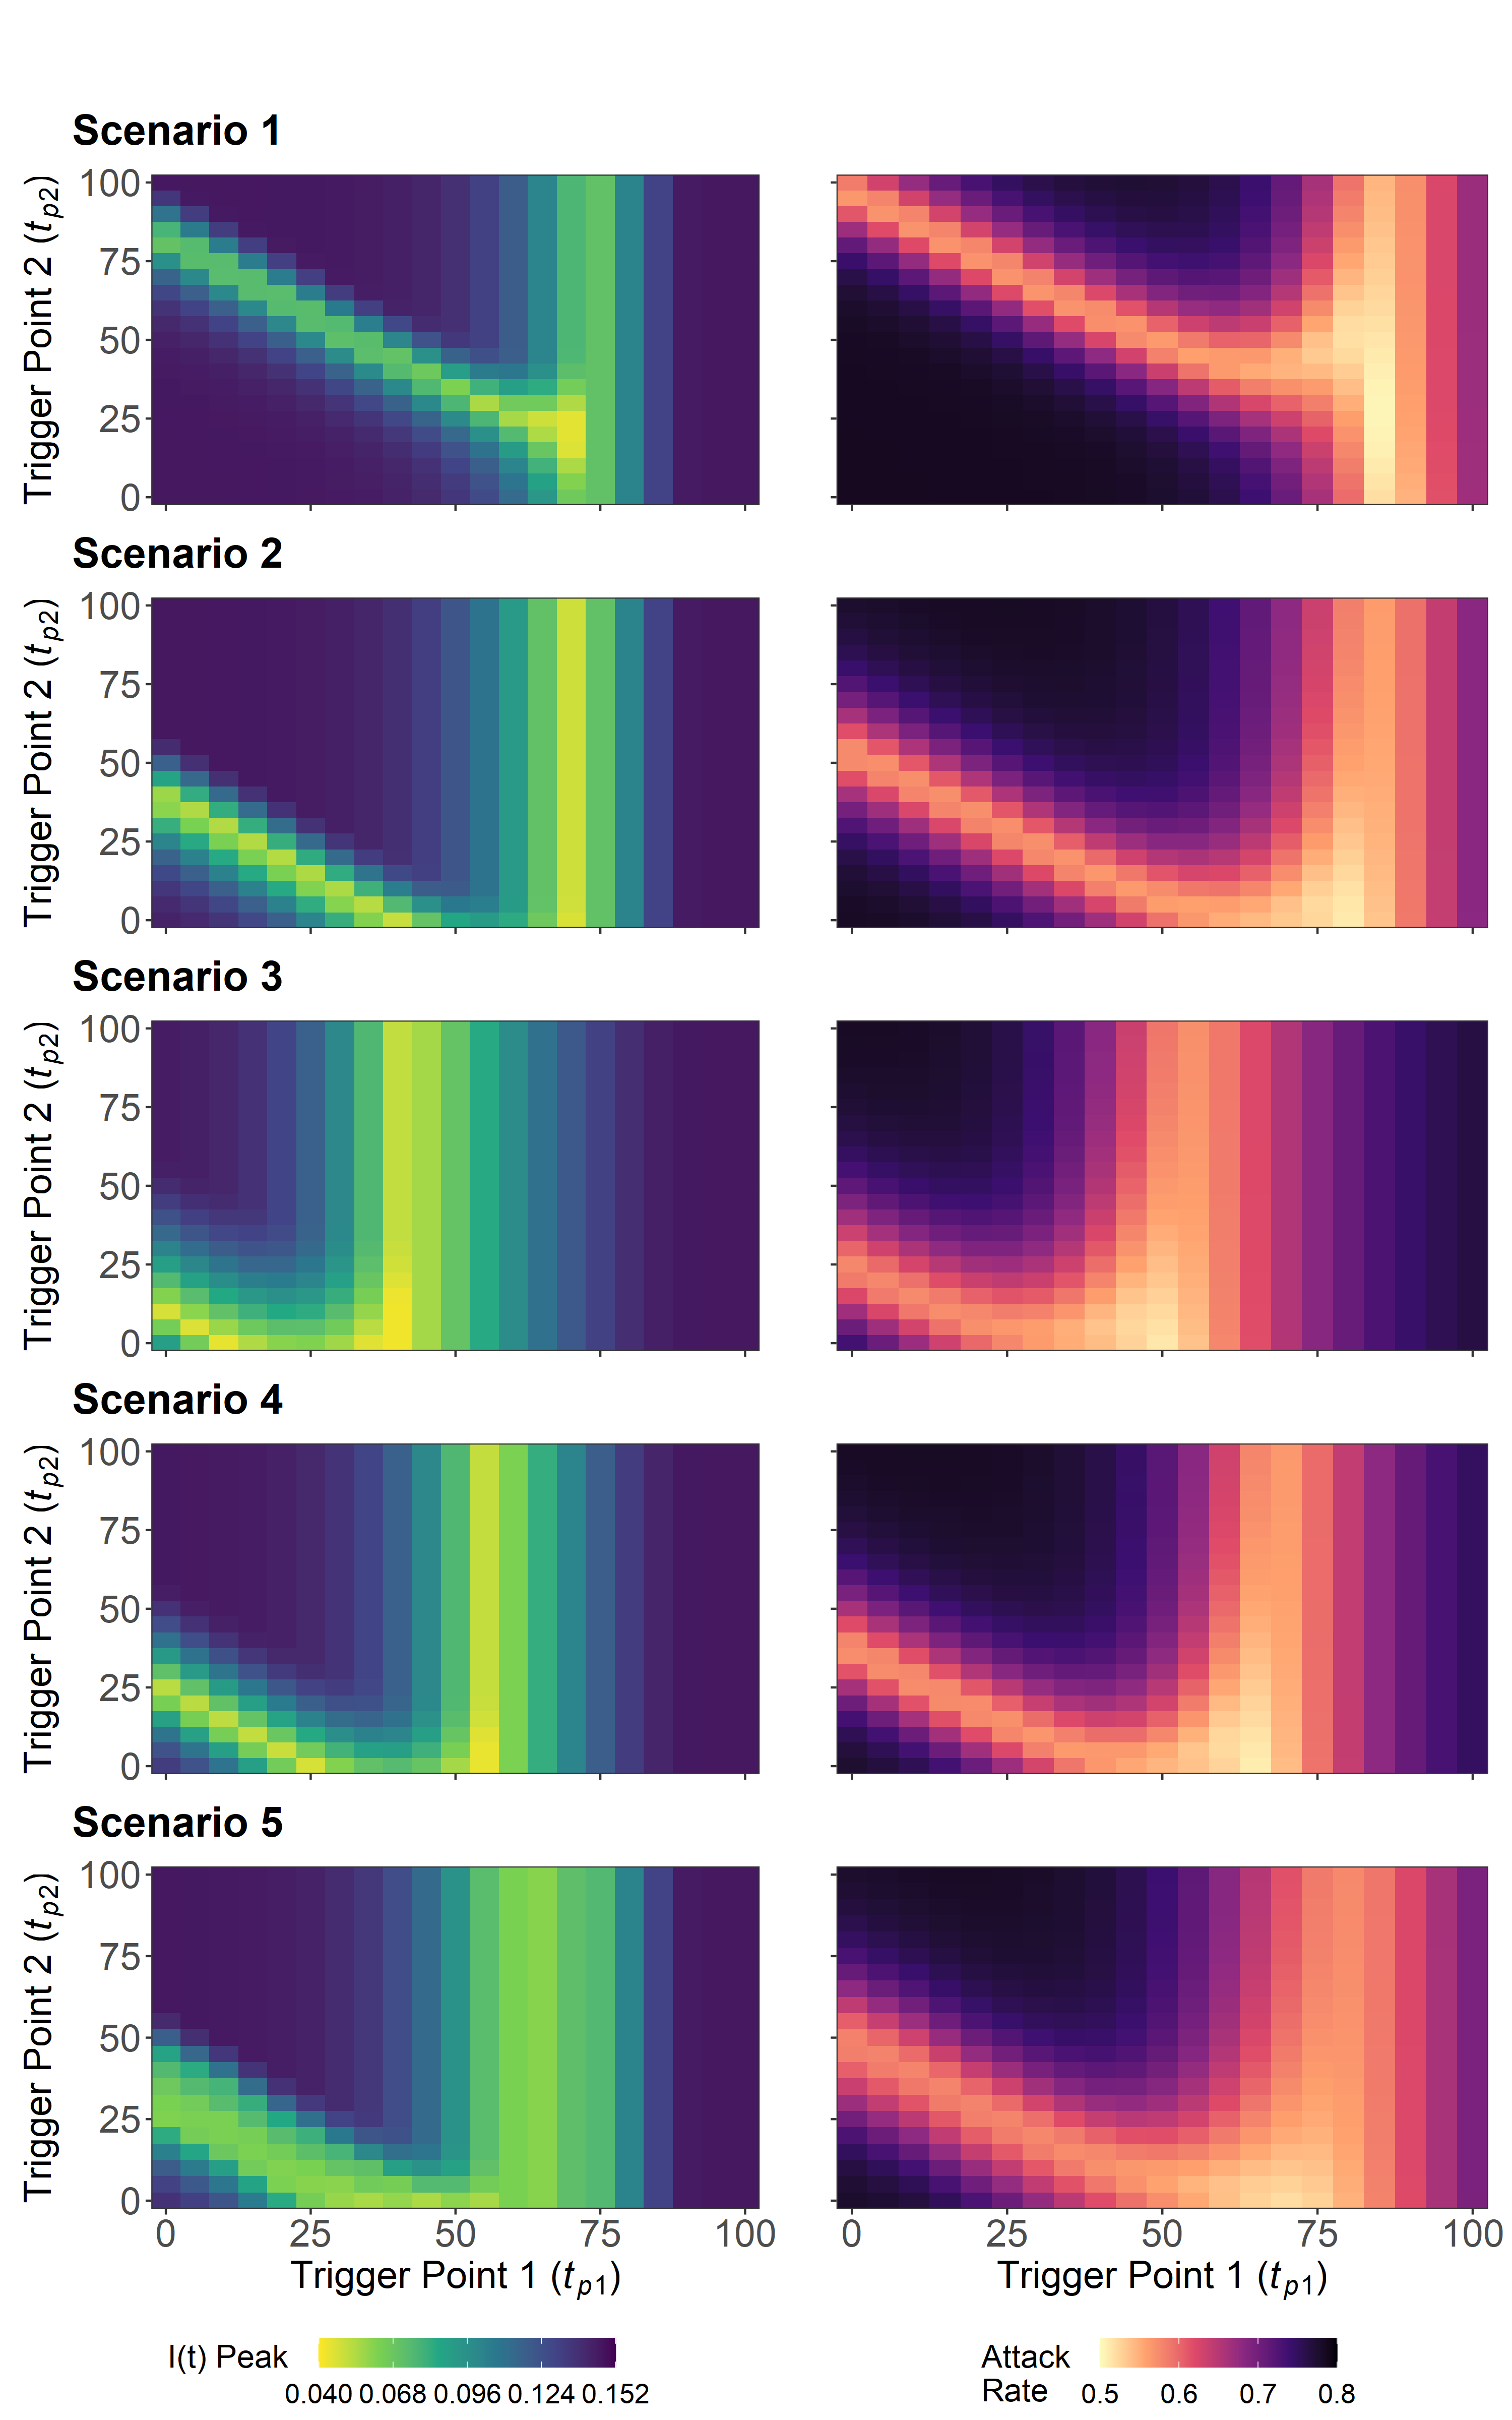 Scenario 1
Trigger Point 2 (tp2)
100
75
50
25
0
Scenario 2
Trigger Point 2 (tp2)
100
75
50
25
0
Scenario 3
Trigger Point 2 (tp2)
100
75
50
25
0
Scenario 4
Trigger Point 2 (tp2)
100
75
50
25
0
Scenario 5
Trigger Point 2 (tp2)
100
75
50
25
0
0 25 50 75 100
0 25 50 75 100
Trigger Point 1 (tp1)
Trigger Point 1 (tp1)
I(t) Peak
0.040 0.068 0.096 0.124 0.152
Attack
Rate
0.5 0.6 0.7 0.8